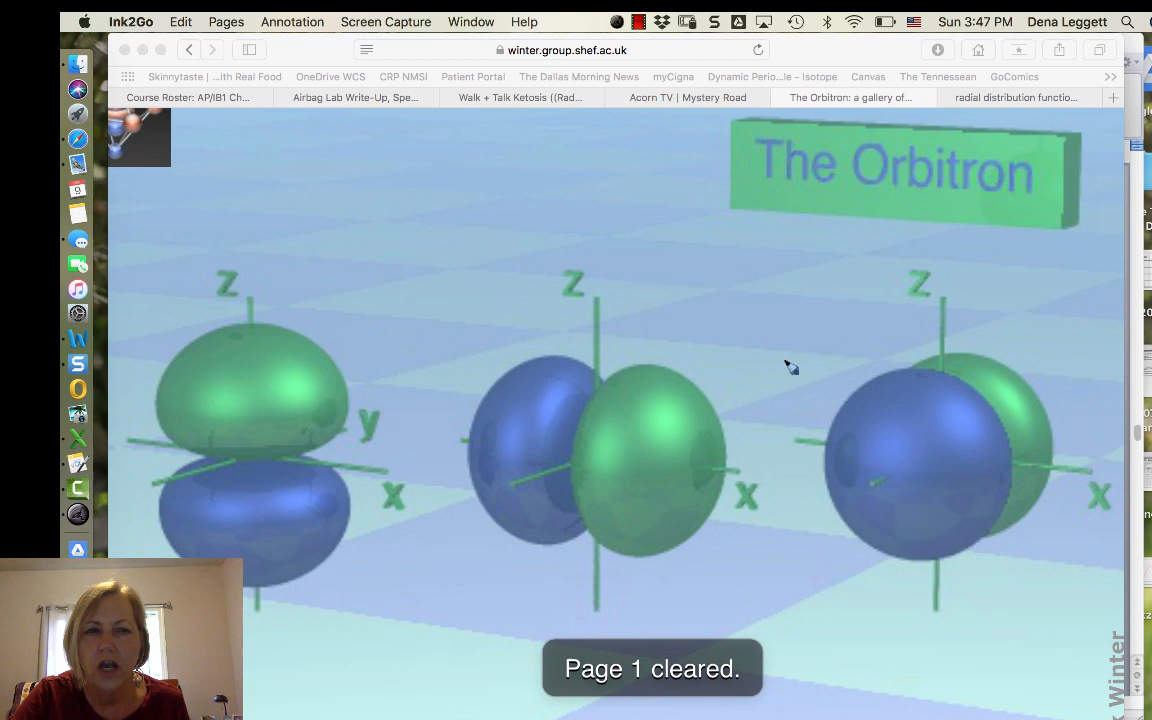 Ink2Go Edit Pages Annotation Screen Capture Window Help Sun 3:47 PM Dena Leggett
winter.group.shef.ac.uk
Skinnytaste | ...ith Real Food OneDrive WCS CRP NMSI Patient Portal The Dallas Morning News myCigna Dynamic Perio...le – Isotope Canvas The Tennessean GoComics
Course Roster: AP/IB1 Ch... Airbag Lab Write-Up, Spe... Walk + Talk Ketosis ((Rad... Acorn TV | Mystery Road The Orbitron: a gallery of... radial distribution functio...
The Orbitron
Z Z Z
y
X X X
9
Page 1 cleared.
Winter